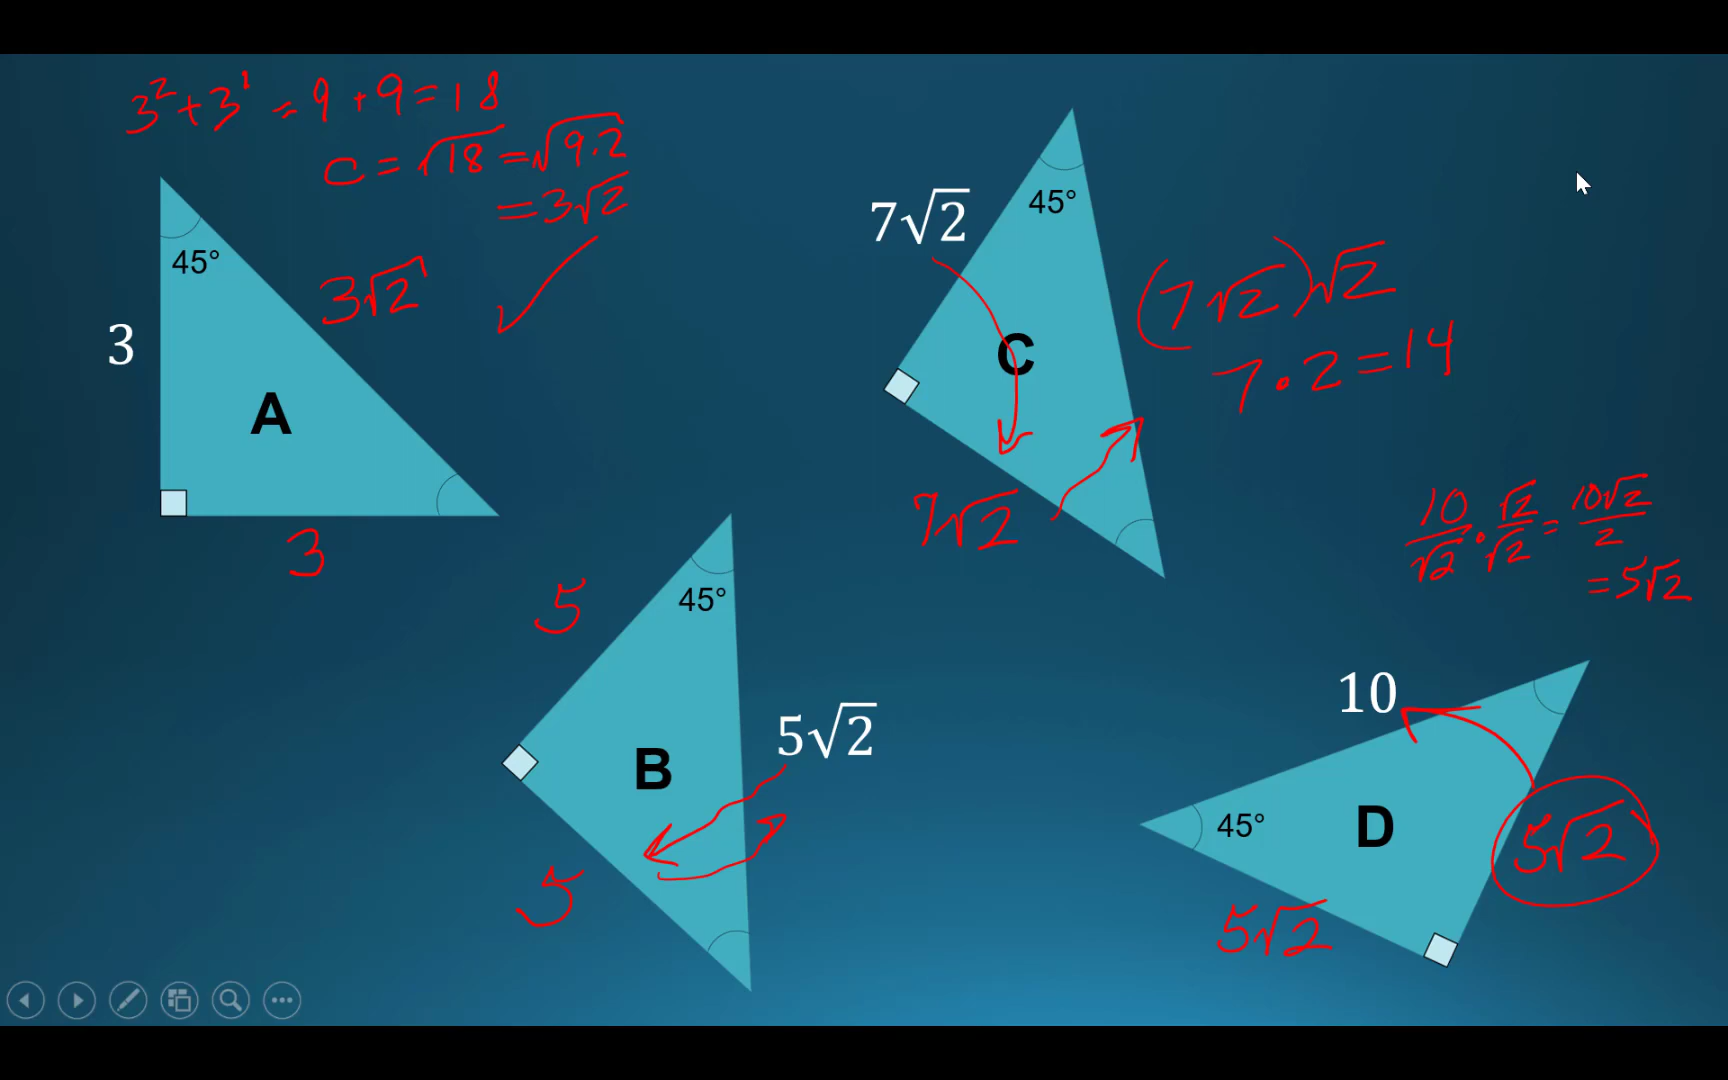 3² + 3¹ = 9 + 9 = 18
c = √18 = √9·2
= 3√2
45°
3√2
3
A
3
7√2
45°
C
(7√2)√2
7·2 = 14
7√2
5
45°
5√2
B
5
10/√2 · √2/√2 = 10√2/2
= 5√2
10
45°
D
5√2
5√2